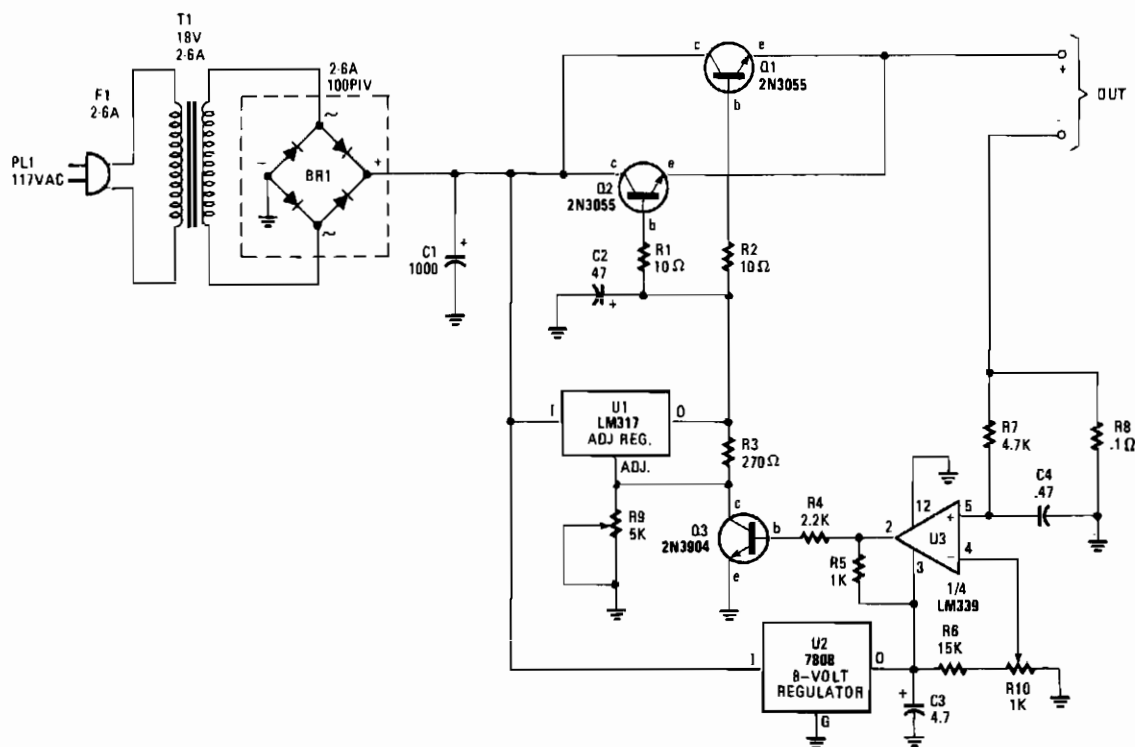 T1
18V
2·6A
F1
2·6A
PL1
117VAC
2·6A
100PIV
~
-
+
BR1
~
C1
1000
+
c
e
Q1
2N3055
b
c
e
Q2
2N3055
b
+
OUT
-
C2
47
+
R1
10Ω
R2
10Ω
I
U1
LM317
ADJ REG.
O
ADJ.
R3
270Ω
R9
5K
c
Q3
2N3904
b
e
R4
2.2K
R5
1K
2
12
+
5
U3
-
4
3
1/4
LM339
R7
4.7K
R8
.1Ω
C4
.47
I
U2
7808
8-VOLT
REGULATOR
O
G
R6
15K
R10
1K
+
C3
4.7